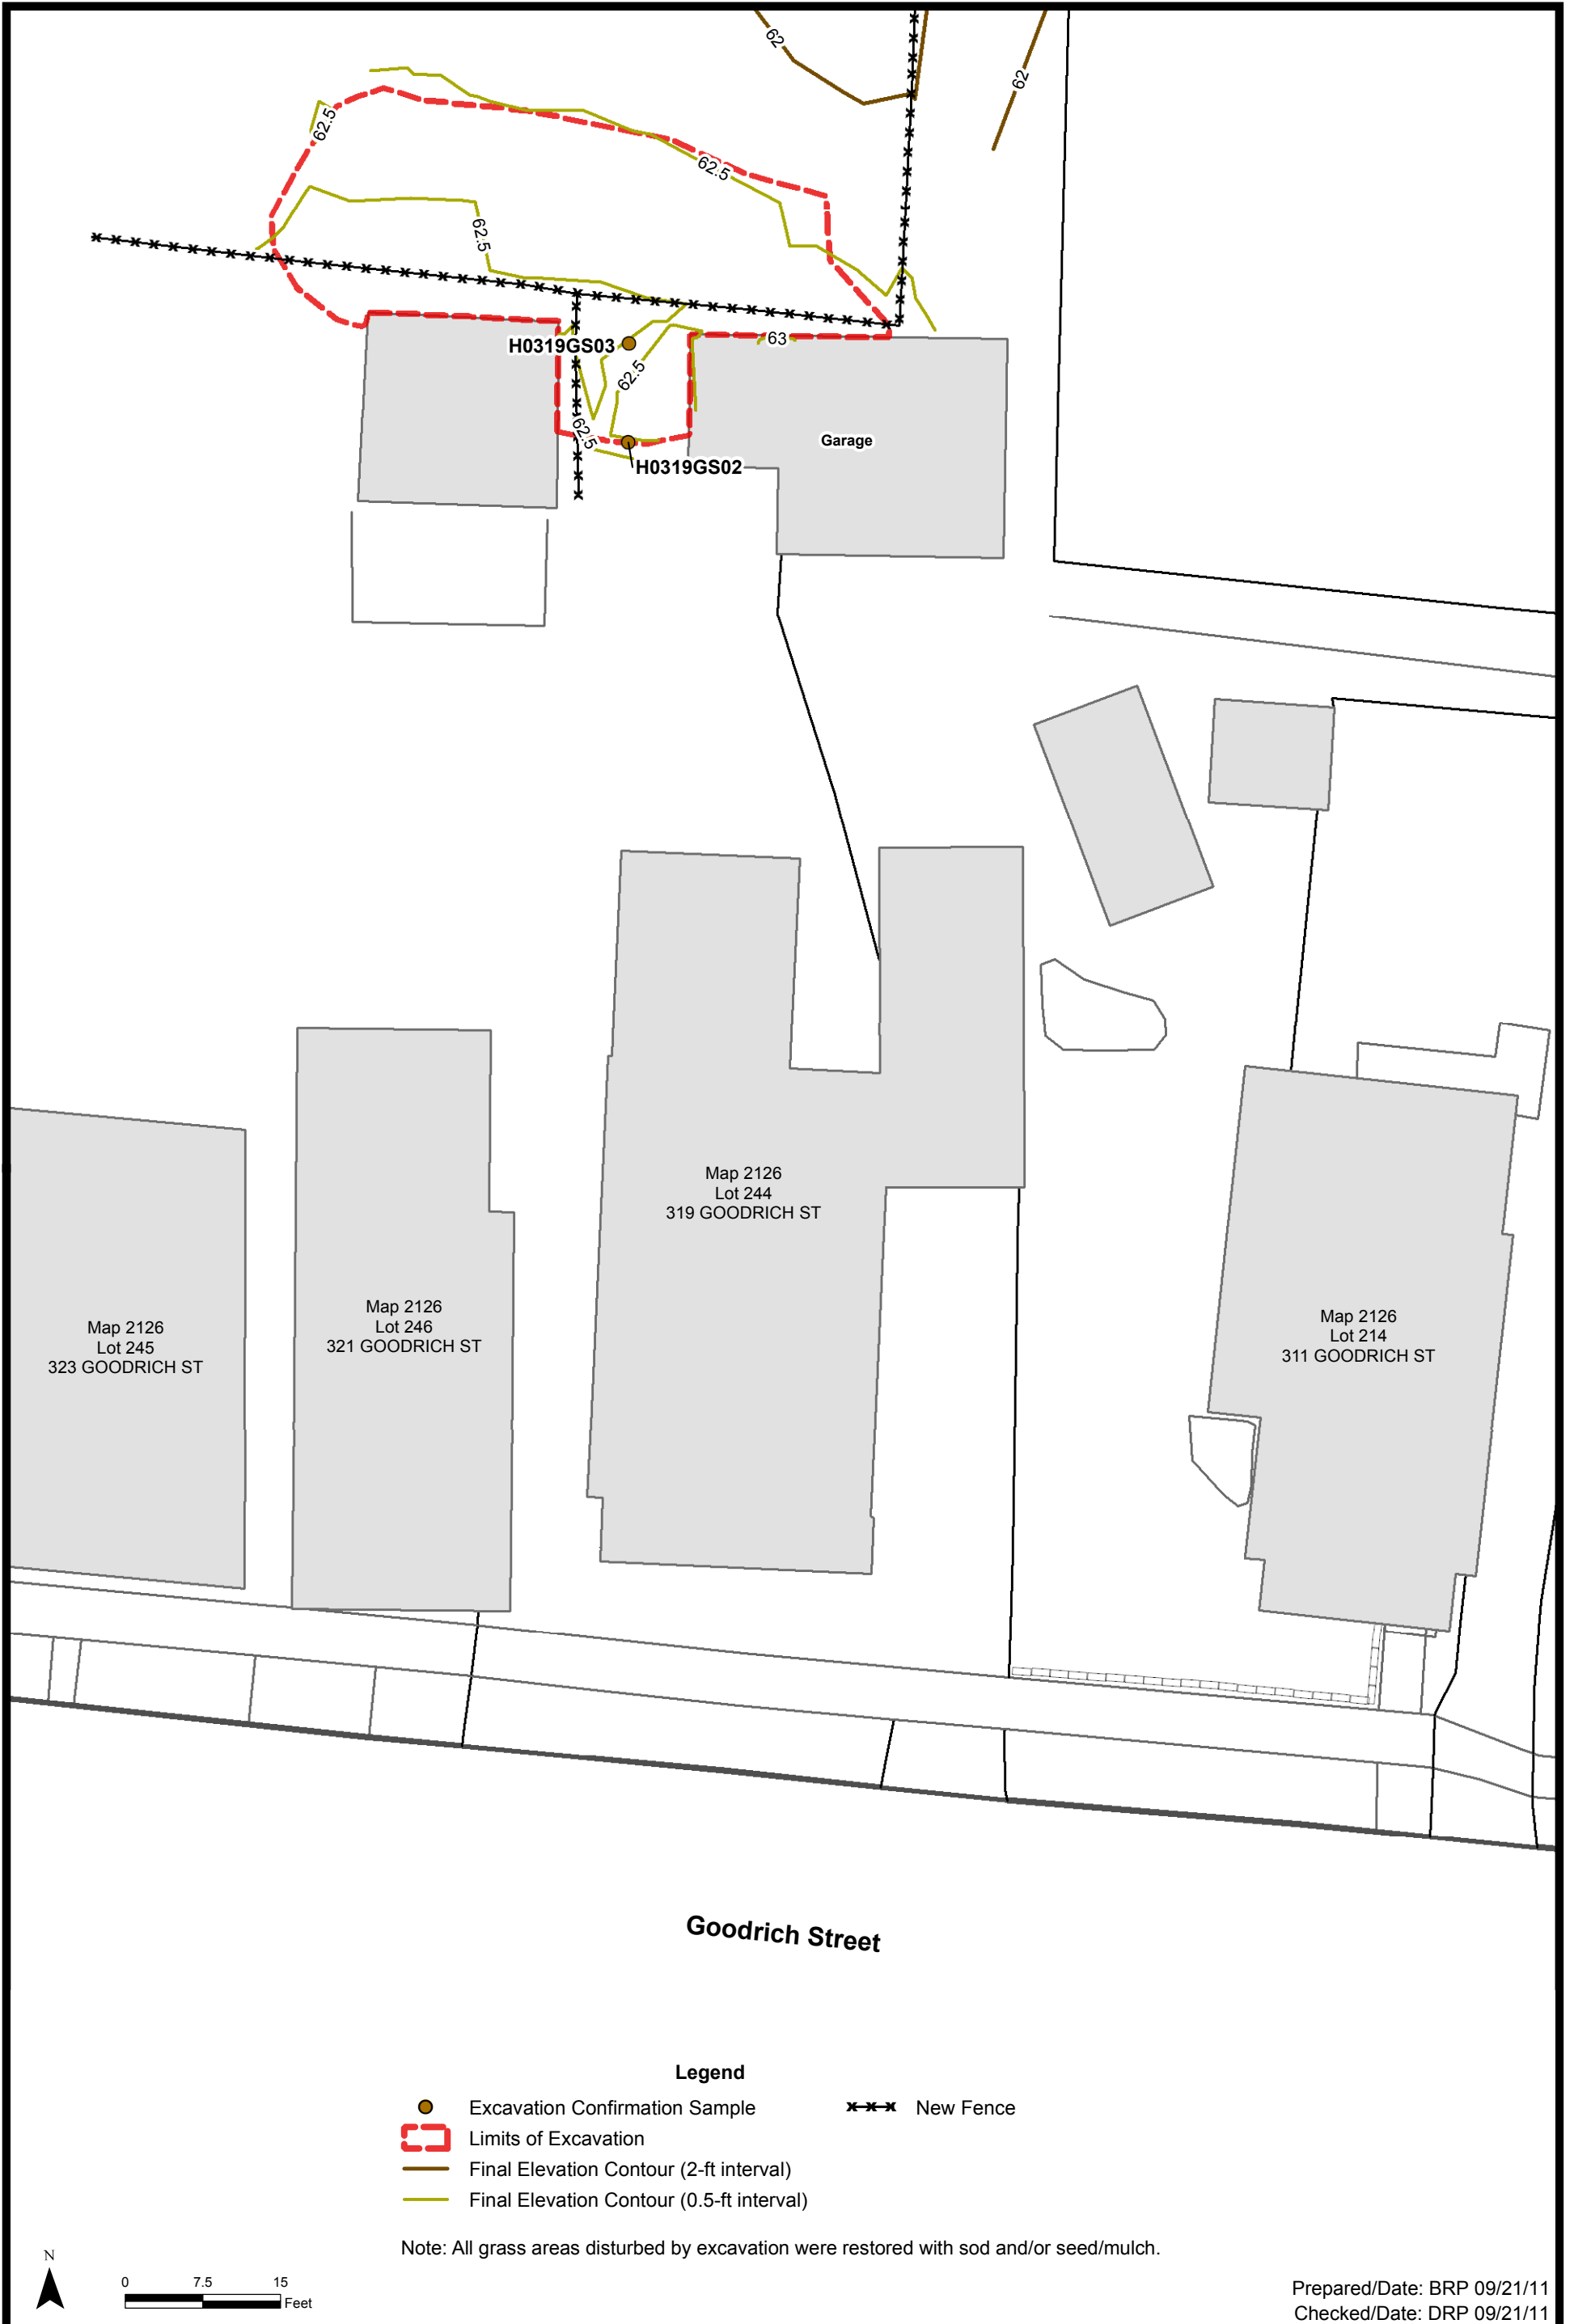 62
62
62.5
62.5
62.5
H0319GS03
63
62.5
62.5
Garage
H0319GS02
Map 2126
Lot 244
319 GOODRICH ST
Map 2126
Lot 246
321 GOODRICH ST
Map 2126
Lot 245
323 GOODRICH ST
Map 2126
Lot 214
311 GOODRICH ST
Goodrich Street
Legend
Excavation Confirmation Sample
New Fence
Limits of Excavation
Final Elevation Contour (2-ft interval)
Final Elevation Contour (0.5-ft interval)
Note: All grass areas disturbed by excavation were restored with sod and/or seed/mulch.
N
0 7.5 15
Feet
Prepared/Date: BRP 09/21/11
Checked/Date: DRP 09/21/11